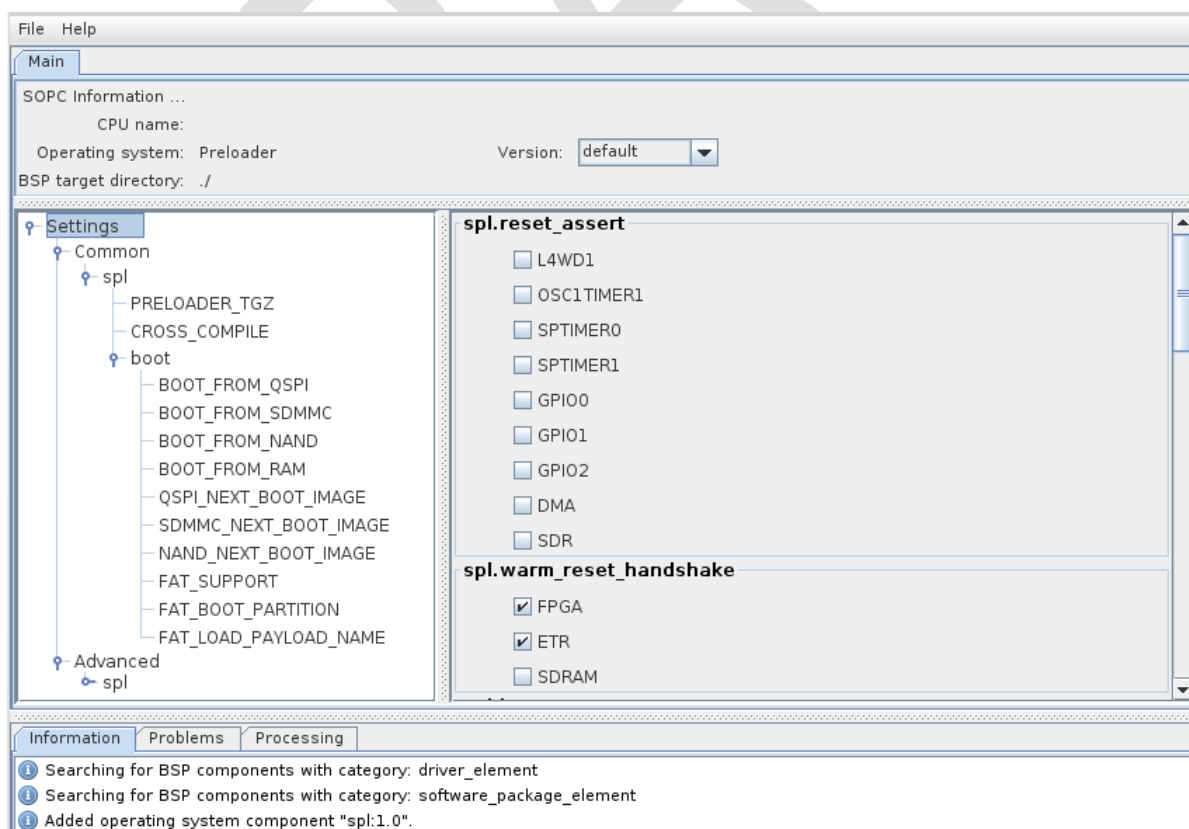 File Help
Main
SOPC Information ...
CPU name:
Operating system: Preloader Version: default
BSP target directory: ./
Settings
Common
spl
PRELOADER_TGZ
CROSS_COMPILE
boot
BOOT_FROM_QSPI
BOOT_FROM_SDMMC
BOOT_FROM_NAND
BOOT_FROM_RAM
QSPI_NEXT_BOOT_IMAGE
SDMMC_NEXT_BOOT_IMAGE
NAND_NEXT_BOOT_IMAGE
FAT_SUPPORT
FAT_BOOT_PARTITION
FAT_LOAD_PAYLOAD_NAME
Advanced
spl
spl.reset_assert
L4WD1
OSC1TIMER1
SPTIMER0
SPTIMER1
GPIO0
GPIO1
GPIO2
DMA
SDR
spl.warm_reset_handshake
FPGA
ETR
SDRAM
Information Problems Processing
Searching for BSP components with category: driver_element
Searching for BSP components with category: software_package_element
Added operating system component "spl:1.0".